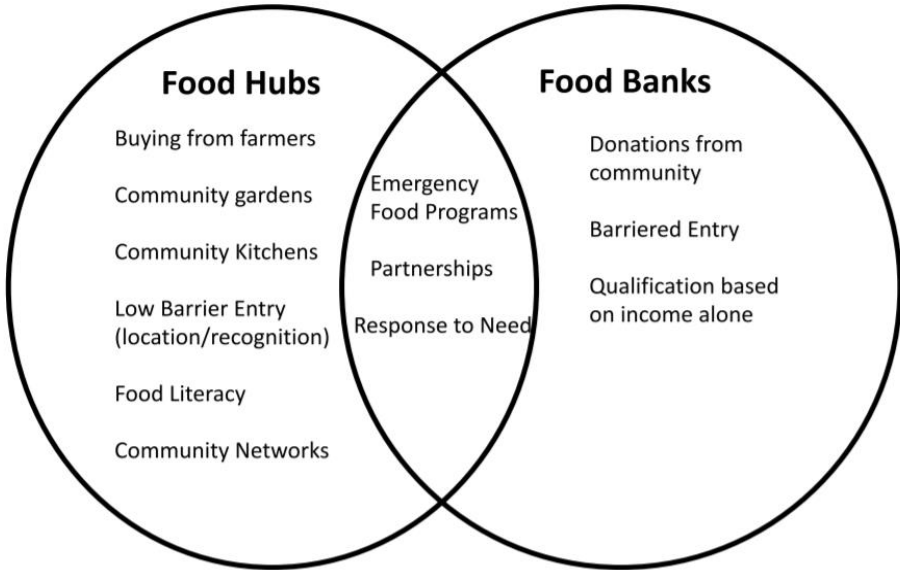 Food Hubs
Buying from farmers
Community gardens
Community Kitchens
Low Barrier Entry
(location/recognition)
Food Literacy
Community Networks
Emergency
Food Programs
Partnerships
Response to Need
Food Banks
Donations from
community
Barriered Entry
Qualification based
on income alone